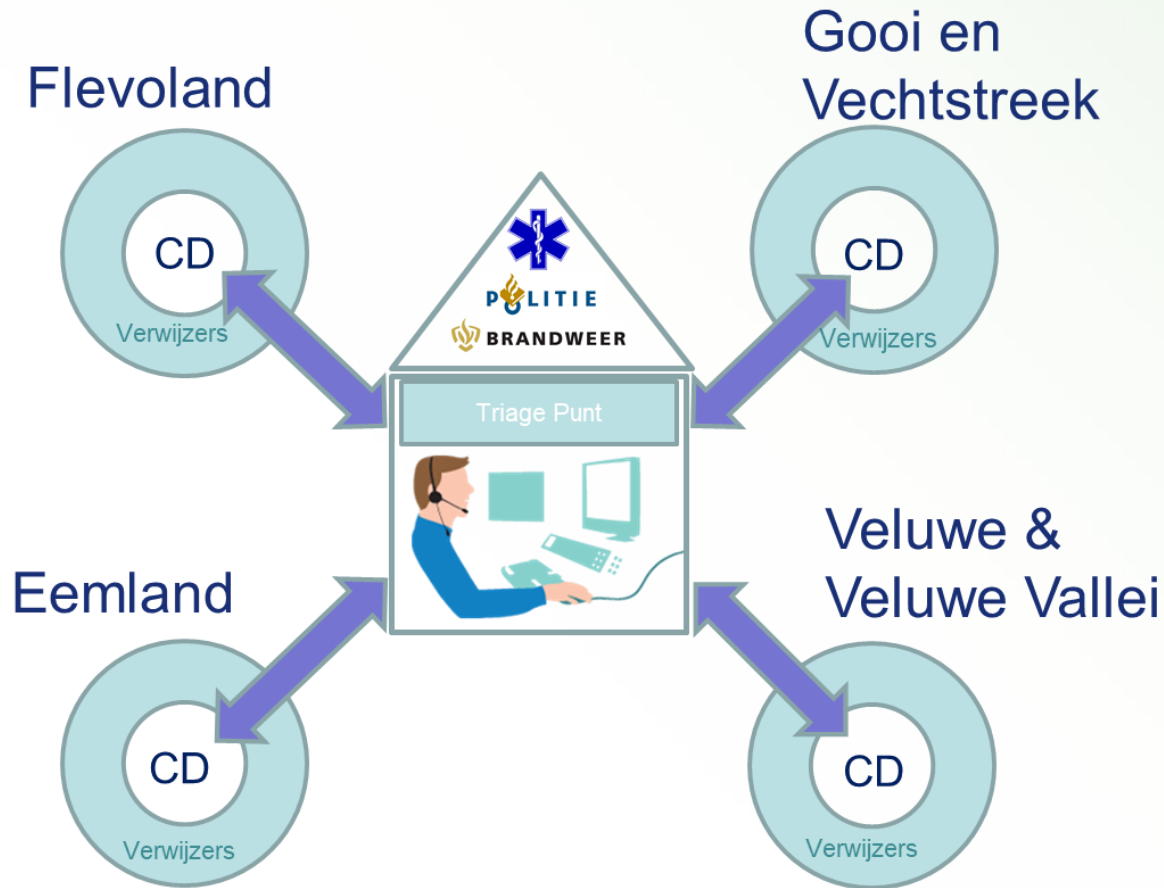 Flevoland
CD
Verwijzers
Gooi en
Vechtstreek
CD
Verwijzers
POLITIE
BRANDWEER
Triage Punt
Eemland
CD
Verwijzers
Veluwe &
Veluwe Vallei
CD
Verwijzers